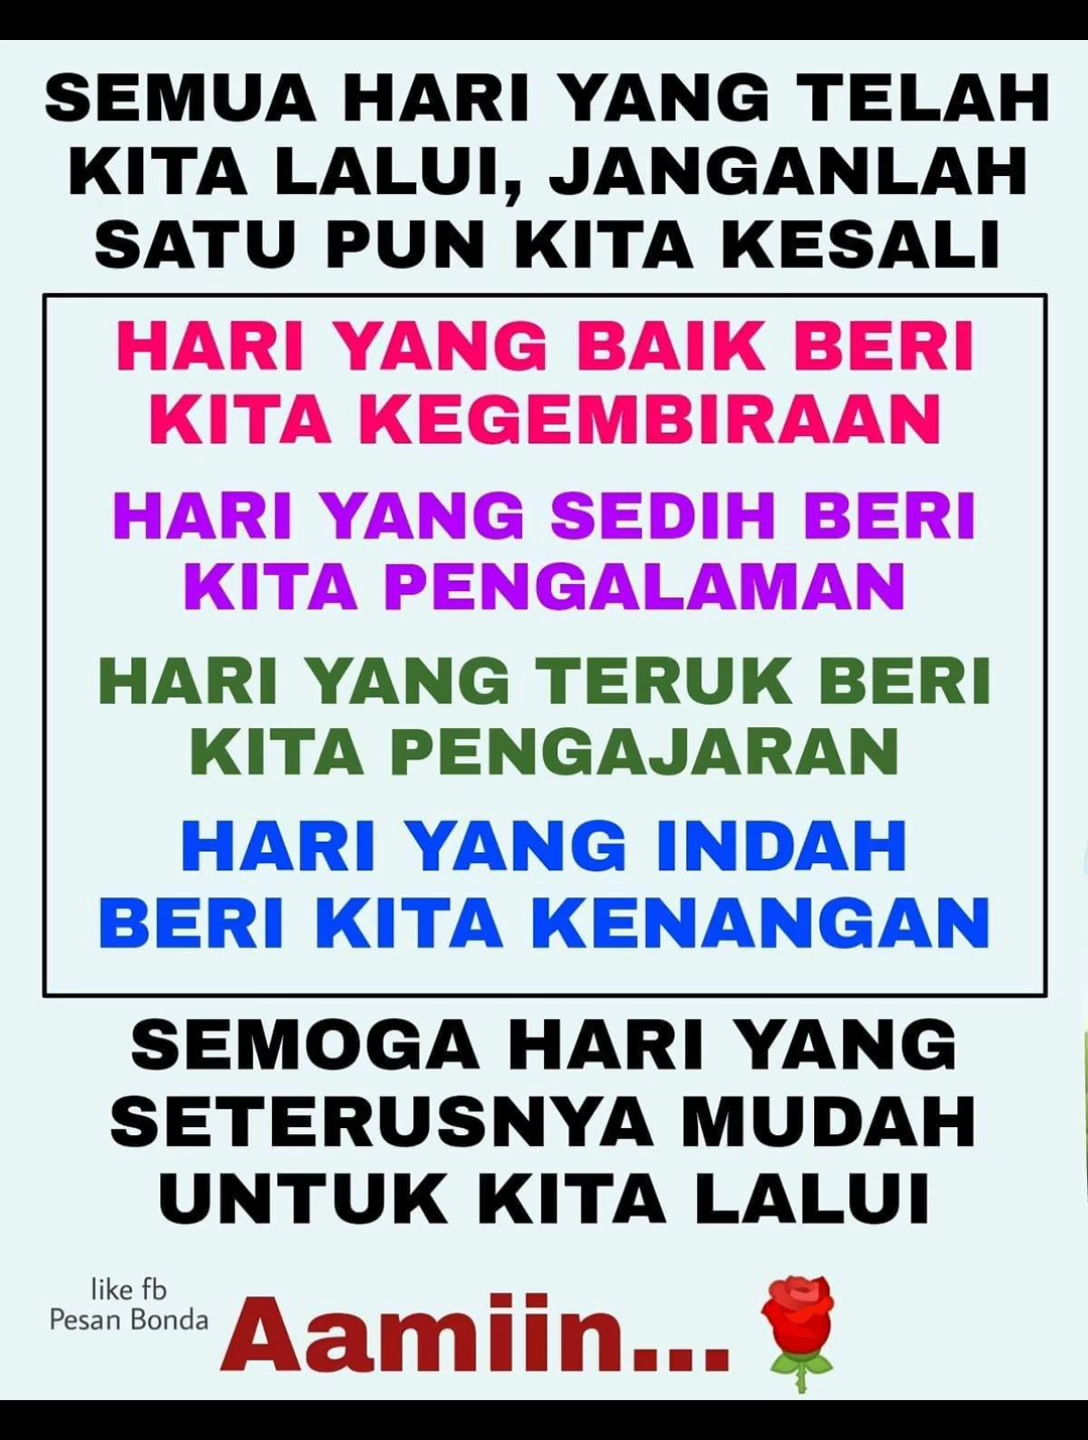 SEMUA HARI YANG TELAH
KITA LALUI, JANGANLAH
SATU PUN KITA KESALI
HARI YANG BAIK BERI
KITA KEGEMBIRAAN
HARI YANG SEDIH BERI
KITA PENGALAMAN
HARI YANG TERUK BERI
KITA PENGAJARAN
HARI YANG INDAH
BERI KITA KENANGAN
SEMOGA HARI YANG
SETERUSNYA MUDAH
UNTUK KITA LALUI
like fb
Pesan Bonda
Aamiin...